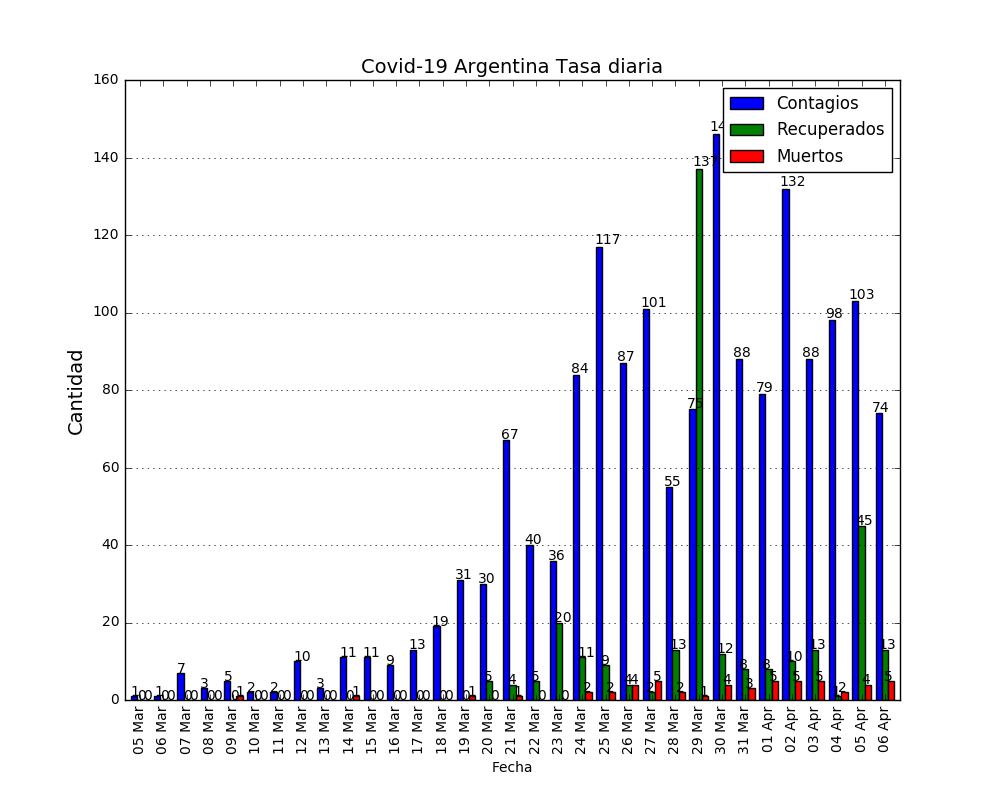 Covid-19 Argentina Tasa diaria
Contagios
Recuperados
Muertos
Cantidad
160
140
120
100
80
60
40
20
0
1 0 0 1 0 0 7 0 0 3 0 0 5 0 1 2 0 0 2 0 0 10 0 0 3 0 0 11 0 1 11 0 0 9 0 0 13 0 0 19 0 0 31 0 1 30 5 0 67 4 1 40 5 0 36 20 0 84 11 2 117 9 2 87 4 4 101 2 5 55 13 2 75 137 1 12 4 88 8 3 79 8 5 132 10 5 88 13 5 98 1 2 103 45 4 74 13 5
05 Mar
06 Mar
07 Mar
08 Mar
09 Mar
10 Mar
11 Mar
12 Mar
13 Mar
14 Mar
15 Mar
16 Mar
17 Mar
18 Mar
19 Mar
20 Mar
21 Mar
22 Mar
23 Mar
24 Mar
25 Mar
26 Mar
27 Mar
28 Mar
29 Mar
30 Mar
31 Mar
01 Apr
02 Apr
03 Apr
04 Apr
05 Apr
06 Apr
Fecha